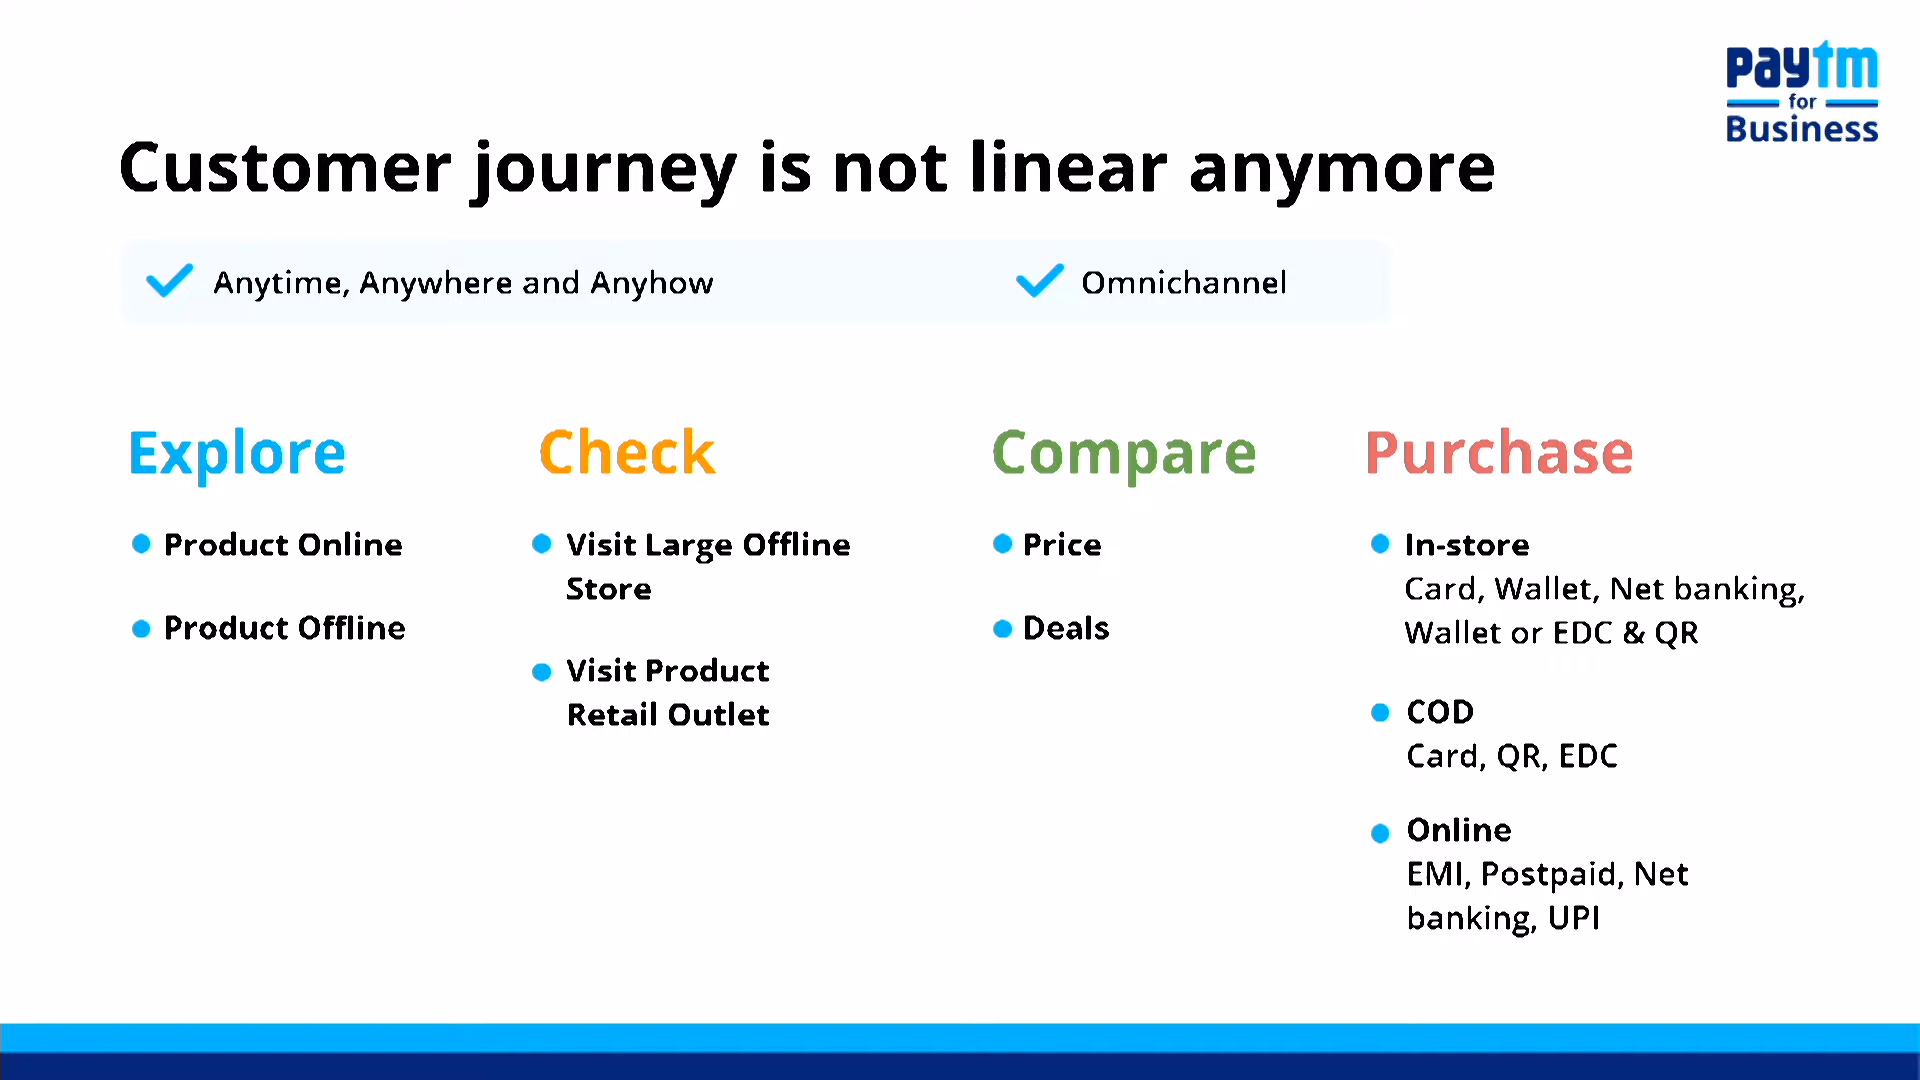 paytm
for
Business
Customer journey is not linear anymore
Anytime, Anywhere and Anyhow
Omnichannel
Explore
Product Online
Product Offline
Check
Visit Large Offline
Store
Visit Product
Retail Outlet
Compare
Price
Deals
Purchase
In-store
Card, Wallet, Net banking,
Wallet or EDC & QR
COD
Card, QR, EDC
Online
EMI, Postpaid, Net
banking, UPI